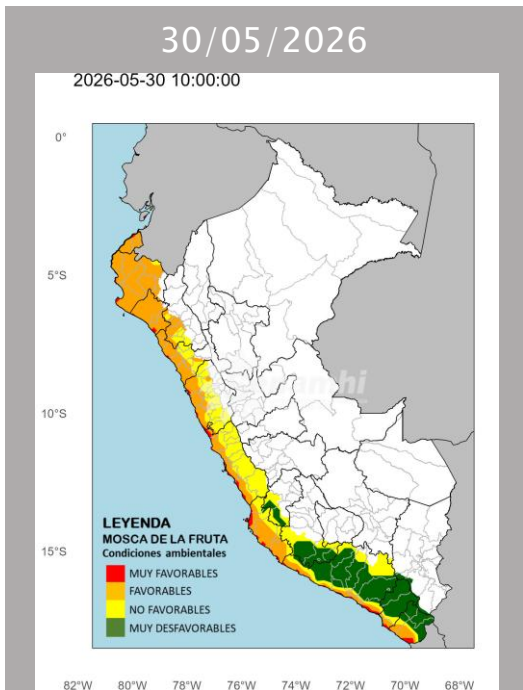 30/05/2026
2026-05-30 10:00:00
0°
5°S
10°S
15°S
LEYENDA
MOSCA DE LA FRUTA
Condiciones ambientales
MUY FAVORABLES
FAVORABLES
NO FAVORABLES
MUY DESFAVORABLES
82°W 80°W 78°W 76°W 74°W 72°W 70°W 68°W